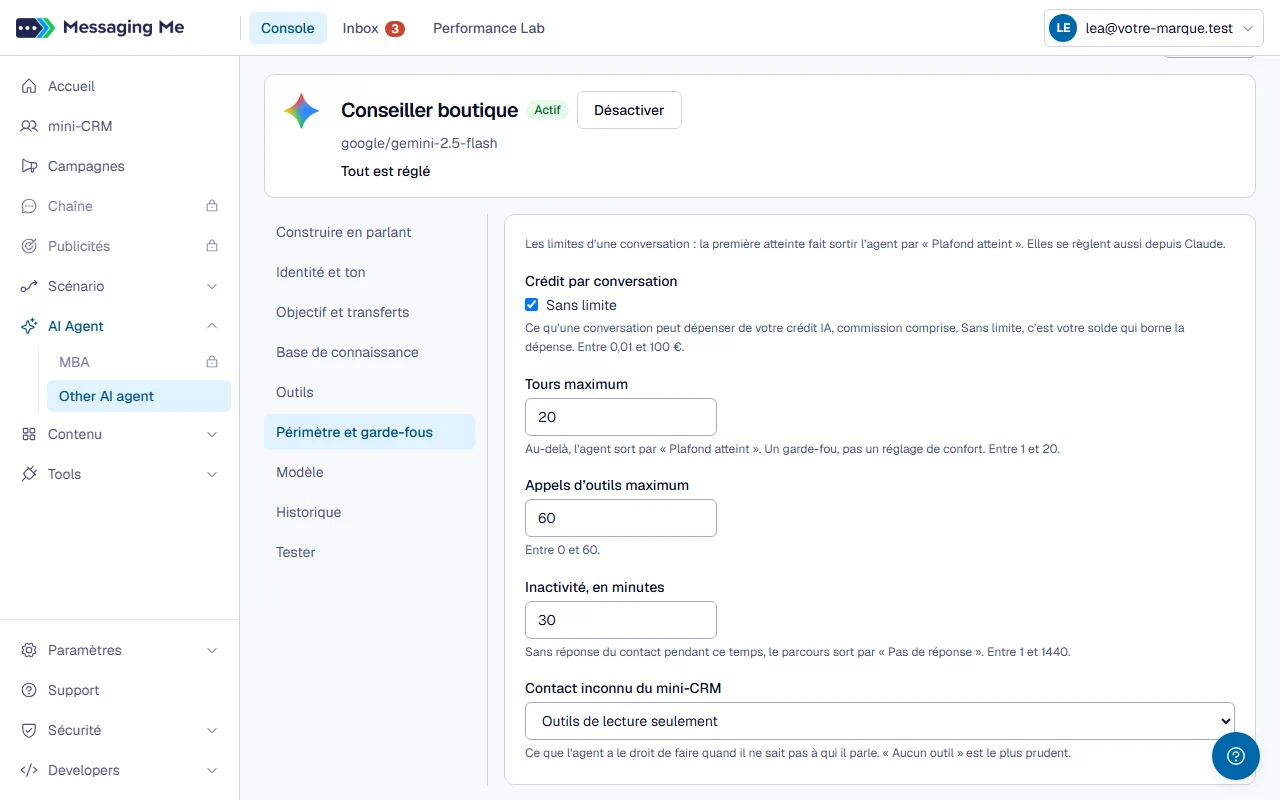 Messaging Me
Console
Inbox 3
Performance Lab
LE lea@votre-marque.test
Accueil
mini-CRM
Campagnes
Chaîne
Publicités
Scénario
AI Agent
MBA
Other AI agent
Contenu
Tools
Paramètres
Support
Sécurité
Developers
Conseiller boutique Actif Désactiver
google/gemini-2.5-flash
Tout est réglé
Construire en parlant
Identité et ton
Objectif et transferts
Base de connaissance
Outils
Périmètre et garde-fous
Modèle
Historique
Tester
Les limites d’une conversation : la première atteinte fait sortir l’agent par « Plafond atteint ». Elles se règlent aussi depuis Claude.
Crédit par conversation
Sans limite
Ce qu’une conversation peut dépenser de votre crédit IA, commission comprise. Sans limite, c’est votre solde qui borne la
dépense. Entre 0,01 et 100 €.
Tours maximum
20
Au-delà, l’agent sort par « Plafond atteint ». Un garde-fou, pas un réglage de confort. Entre 1 et 20.
Appels d’outils maximum
60
Entre 0 et 60.
Inactivité, en minutes
30
Sans réponse du contact pendant ce temps, le parcours sort par « Pas de réponse ». Entre 1 et 1440.
Contact inconnu du mini-CRM
Outils de lecture seulement
Ce que l’agent a le droit de faire quand il ne sait pas à qui il parle. « Aucun outil » est le plus prudent.